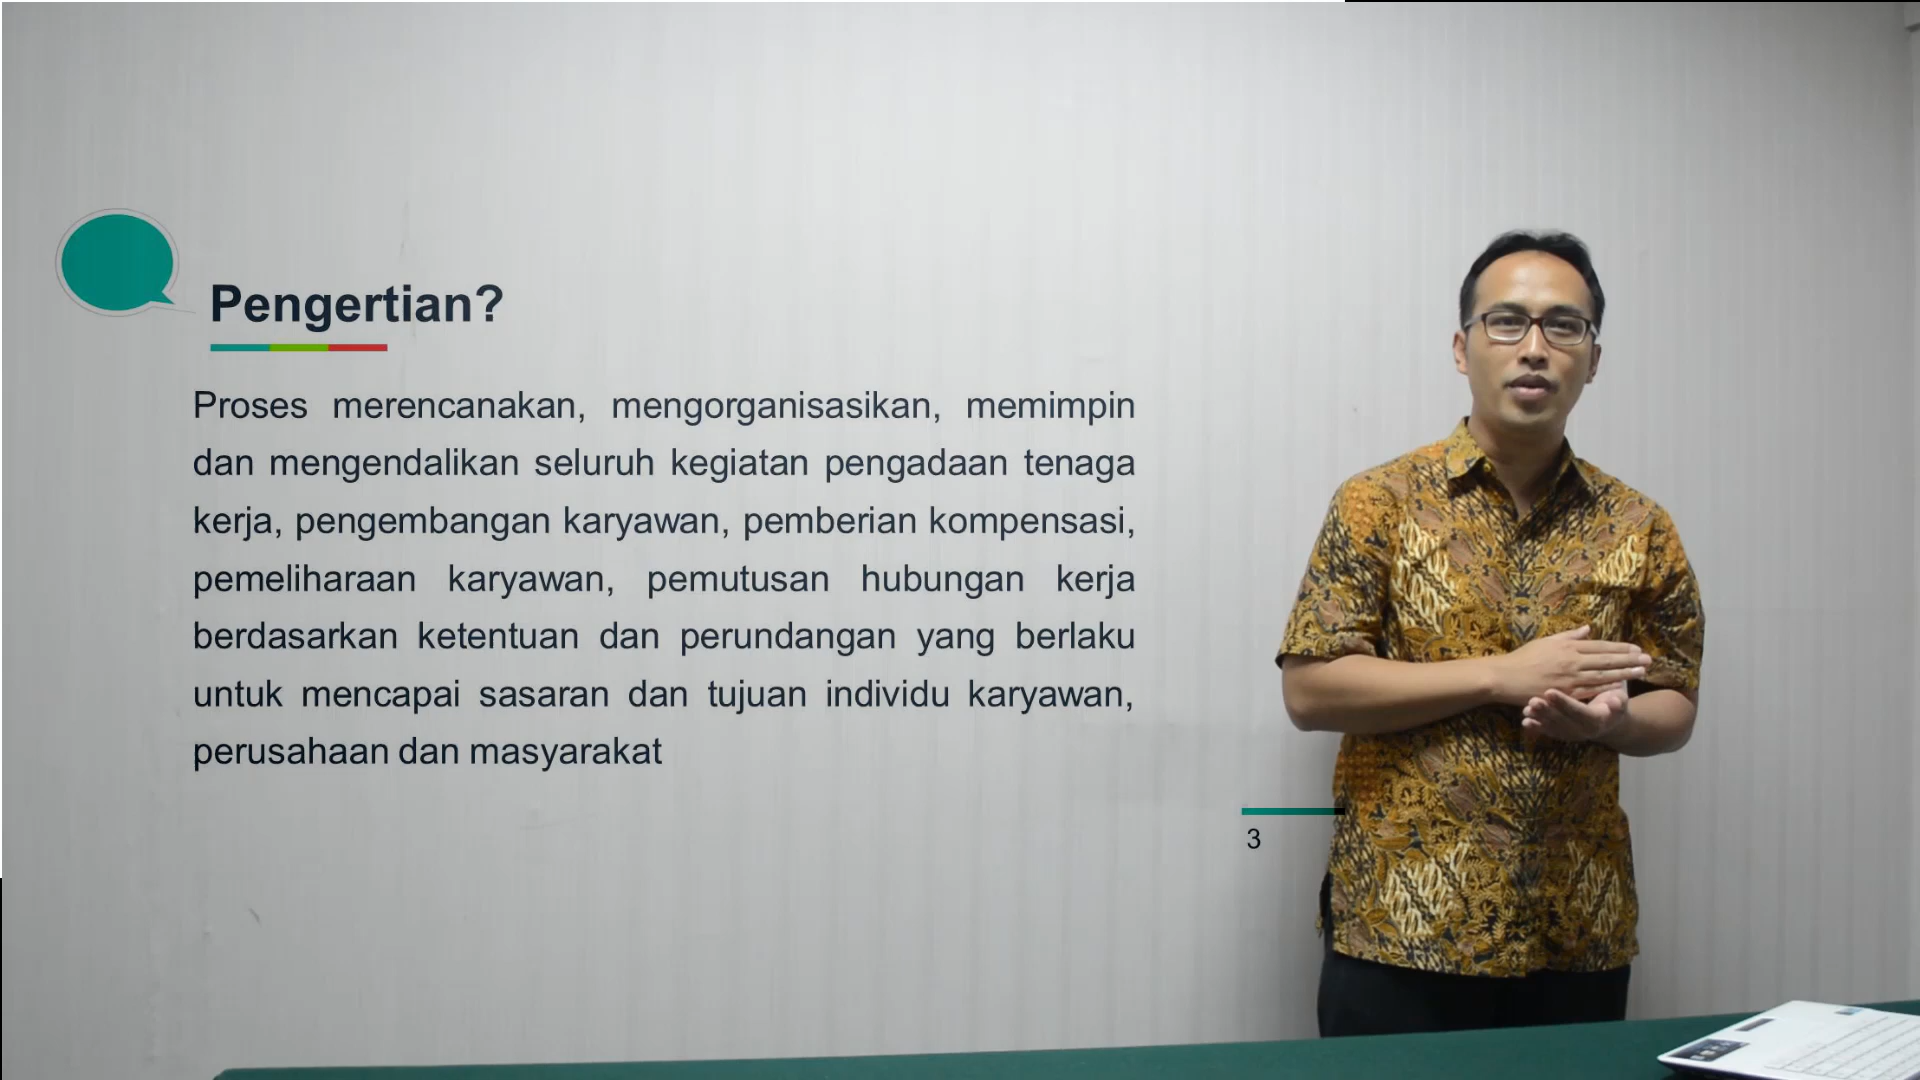 Pengertian?
Proses merencanakan, mengorganisasikan, memimpin
dan mengendalikan seluruh kegiatan pengadaan tenaga
kerja, pengembangan karyawan, pemberian kompensasi,
pemeliharaan karyawan, pemutusan hubungan kerja
berdasarkan ketentuan dan perundangan yang berlaku
untuk mencapai sasaran dan tujuan individu karyawan,
perusahaan dan masyarakat
3